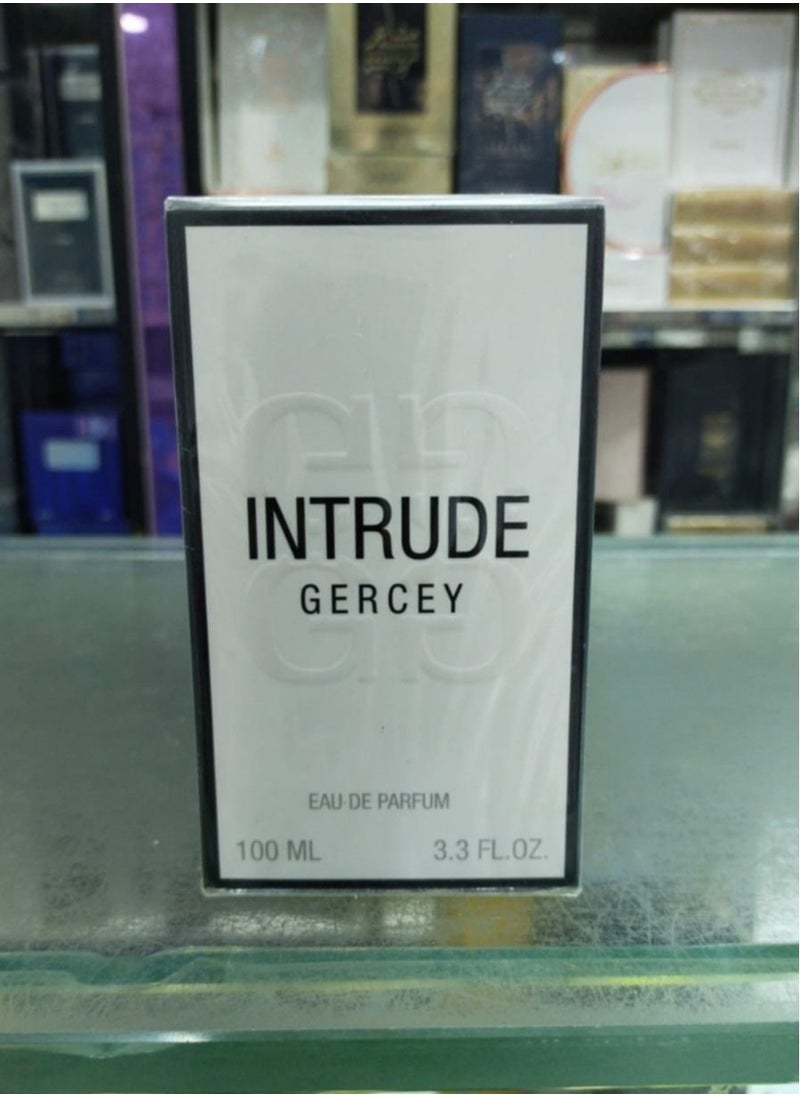 INTRUDE
GERCEY
EAU DE PARFUM
100 ML 3.3 FL.OZ.